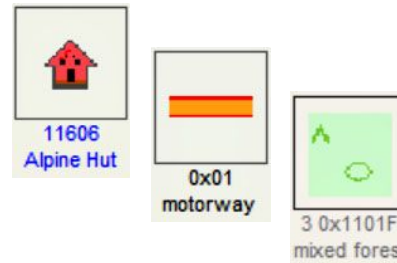 11606
Alpine Hut
0x01
motorway
3 0x1101F
mixed fores